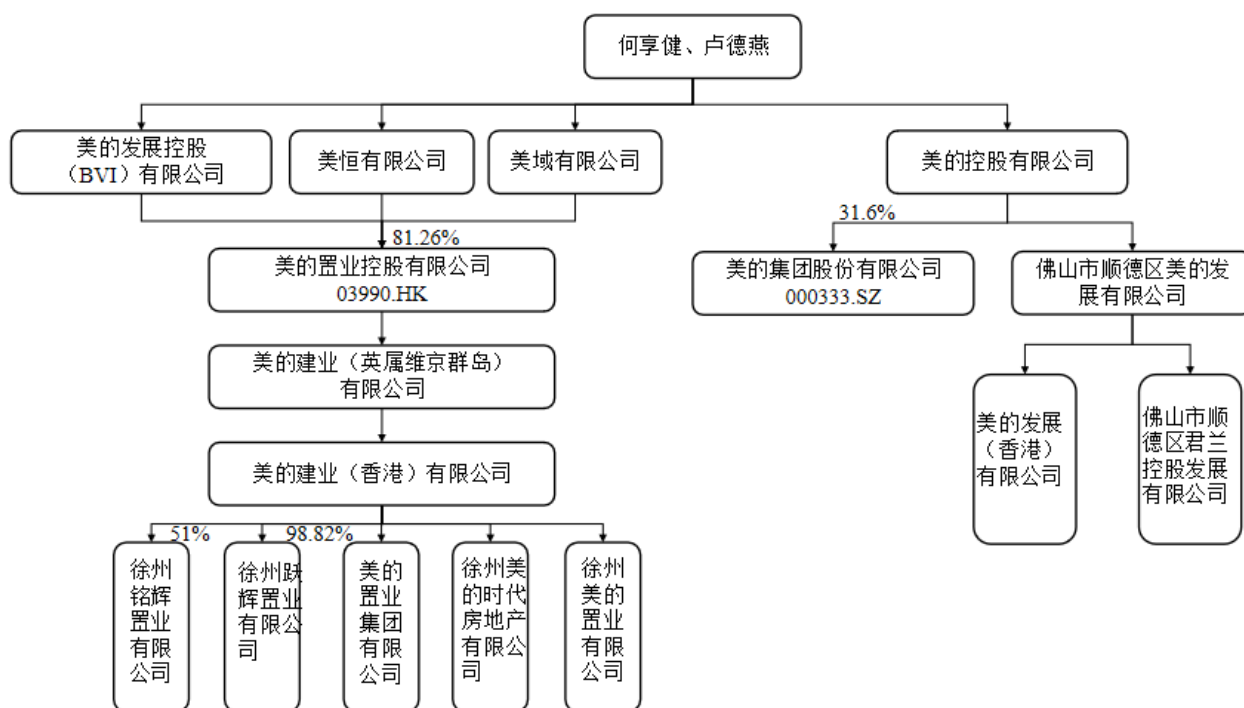 何享健、卢德燕
美的发展控股
（BVI）有限公司
美恒有限公司
美域有限公司
美的控股有限公司
81.26%
31.6%
美的置业控股有限公司
03990.HK
美的集团股份有限公司
000333.SZ
佛山市顺德区美的发
展有限公司
美的建业（英属维京群岛）
有限公司
美的发展
（香港）
有限公司
佛山市顺
德区君兰
控股发展
有限公司
美的建业（香港）有限公司
51%
98.82%
徐州
铭辉
置业
有限
公司
徐州跃
辉置业
有限公
司
美的
置业
集团
有限
公司
徐州美
的时代
房地产
有限公
司
徐州
美的
置业
有限
公司